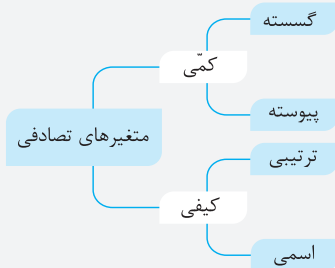 گسسته
کمّی
پیوسته
متغیرهای تصادفی
ترتیبی
کیفی
اسمی